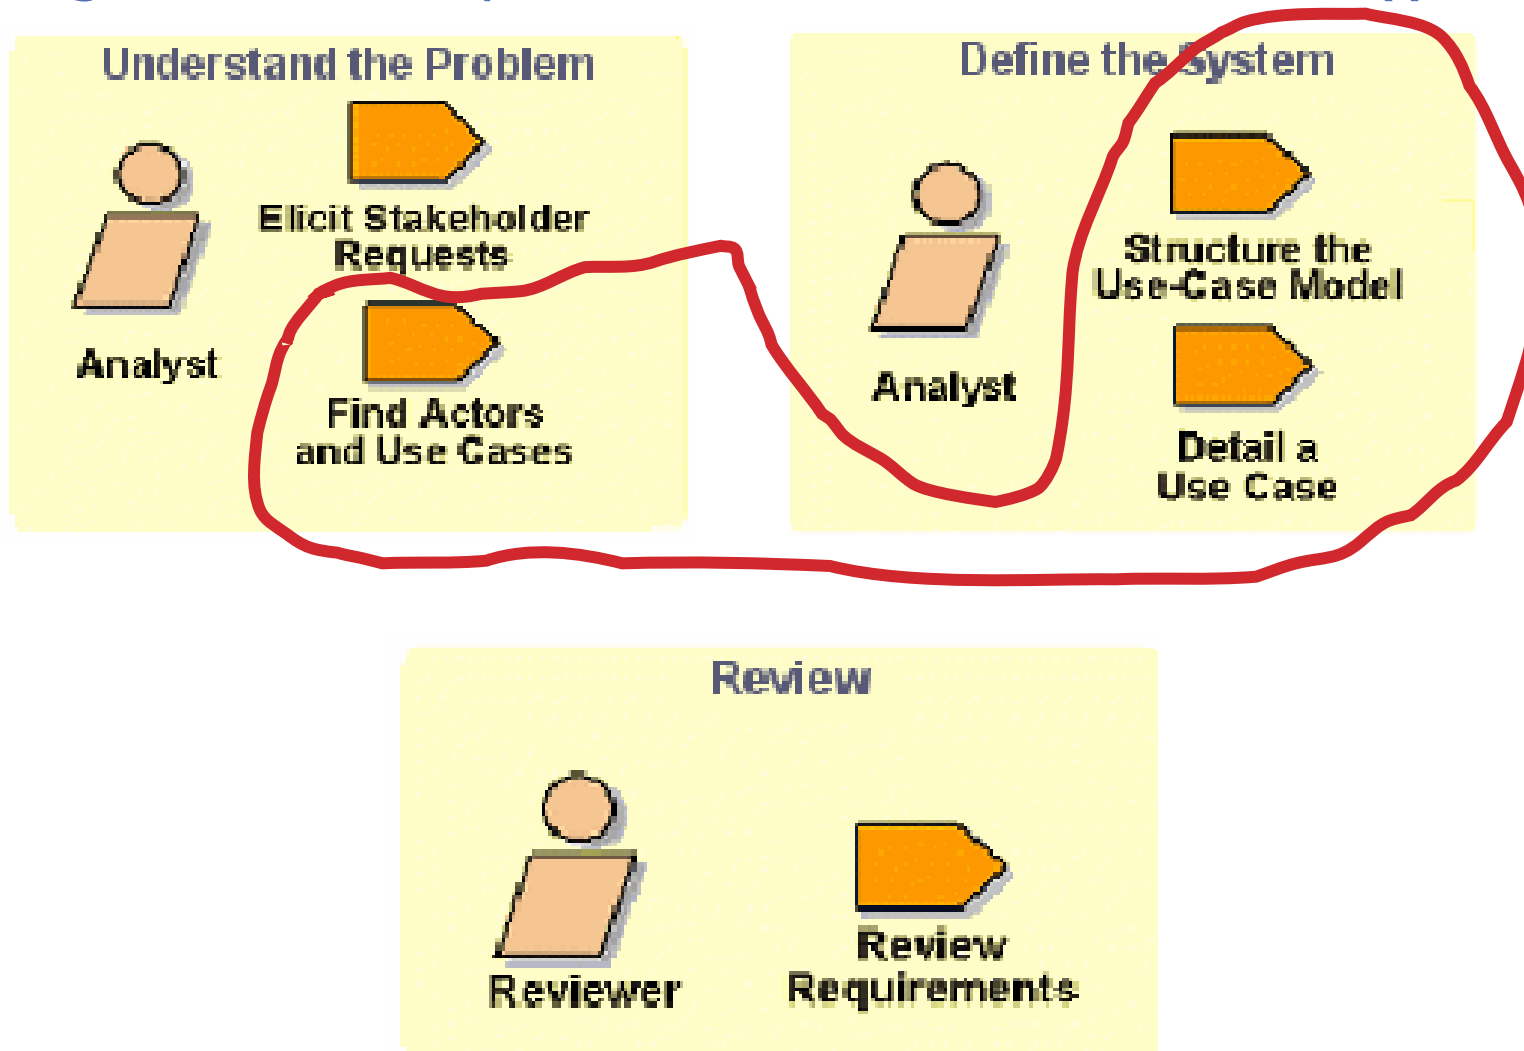 Understand the Problem
Elicit Stakeholder
Requests
Analyst
Find Actors
and Use Cases
Define the System
Structure the
Use-Case Model
Analyst
Detail a
Use Case
Review
Reviewer
Review
Requirements